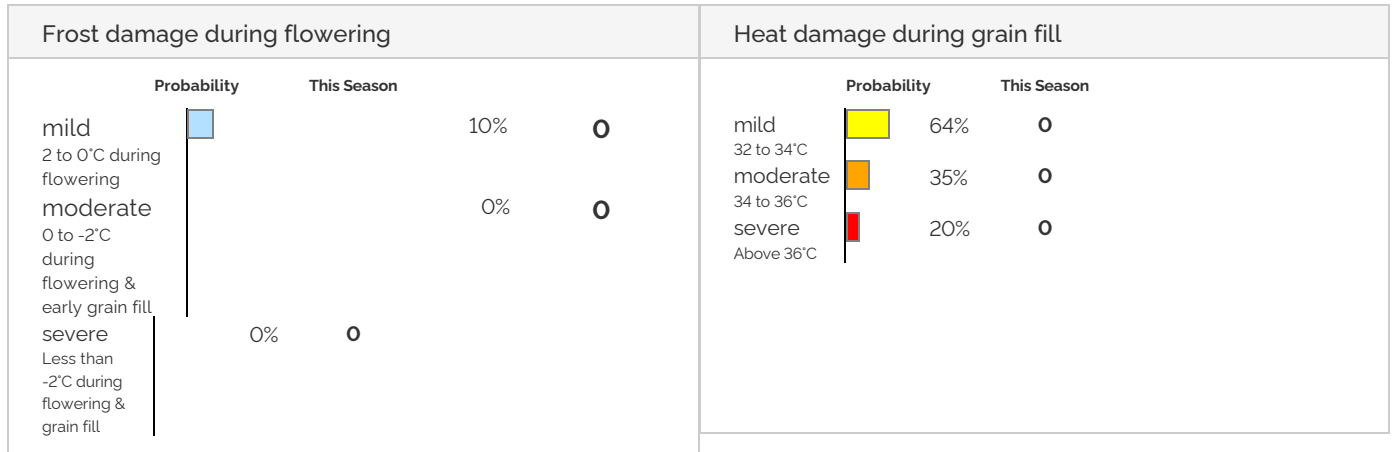 Frost damage during flowering
Probability This Season
mild 10% 0
2 to 0°C during
flowering
moderate 0% 0
0 to -2°C
during
flowering &
early grain fill
severe 0% 0
Less than
-2°C during
flowering &
grain fill
Heat damage during grain fill
Probability This Season
mild 64% 0
32 to 34°C
moderate 35% 0
34 to 36°C
severe 20% 0
Above 36°C